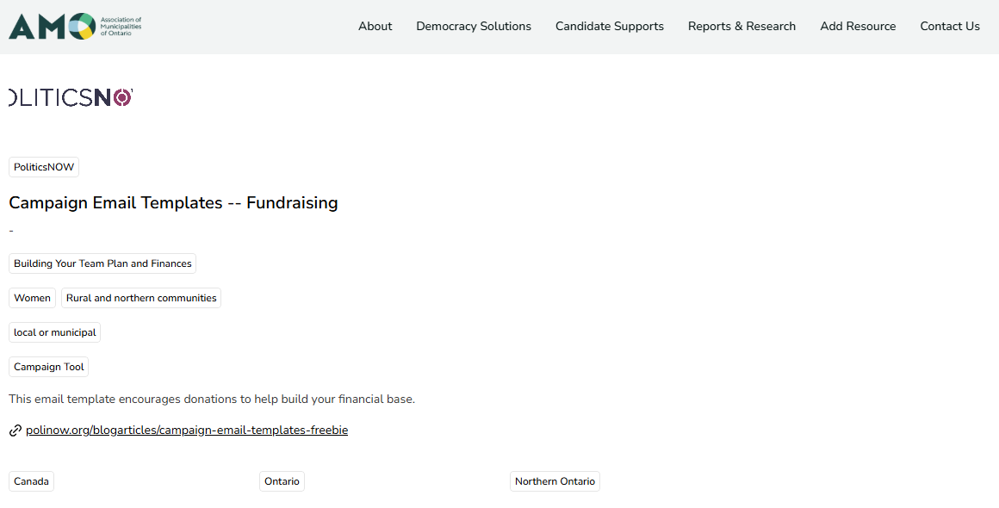 AMO Association of
Municipalities
of Ontario
About Democracy Solutions Candidate Supports Reports & Research Add Resource Contact Us
OLITICSNO
PoliticsNOW
Campaign Email Templates -- Fundraising
-
Building Your Team Plan and Finances
Women Rural and northern communities
local or municipal
Campaign Tool
This email template encourages donations to help build your financial base.
polinow.org/blogarticles/campaign-email-templates-freebie
Canada Ontario Northern Ontario